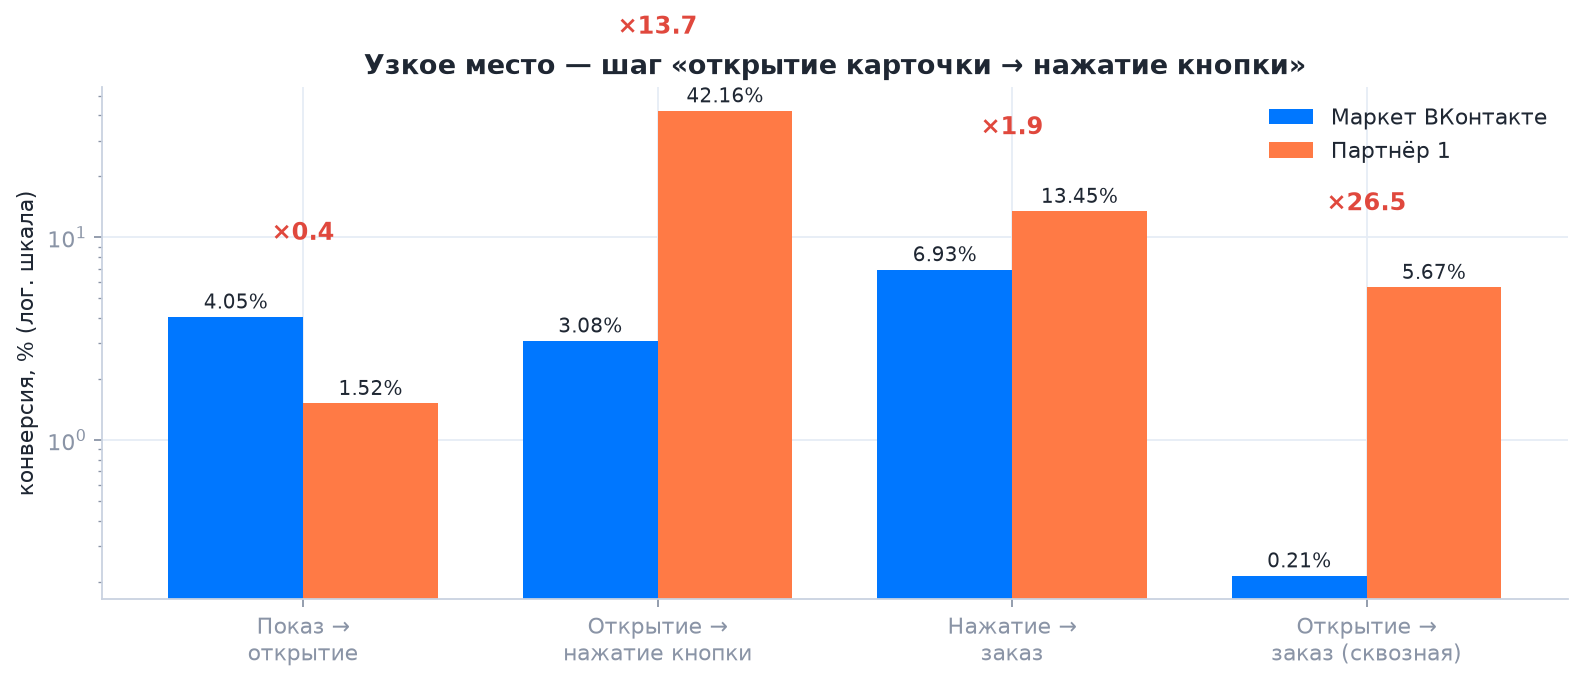 ×13.7
Узкое место — шаг «открытие карточки → нажатие кнопки»
42.16%
Маркет ВКонтакте
×1.9
Партнёр 1
13.45%
×26.5
×0.4
10¹
6.93%
5.67%
4.05%
3.08%
1.52%
10⁰
0.21%
конверсия, % (лог. шкала)
Показ →
открытие
Открытие →
нажатие кнопки
Нажатие →
заказ
Открытие →
заказ (сквозная)